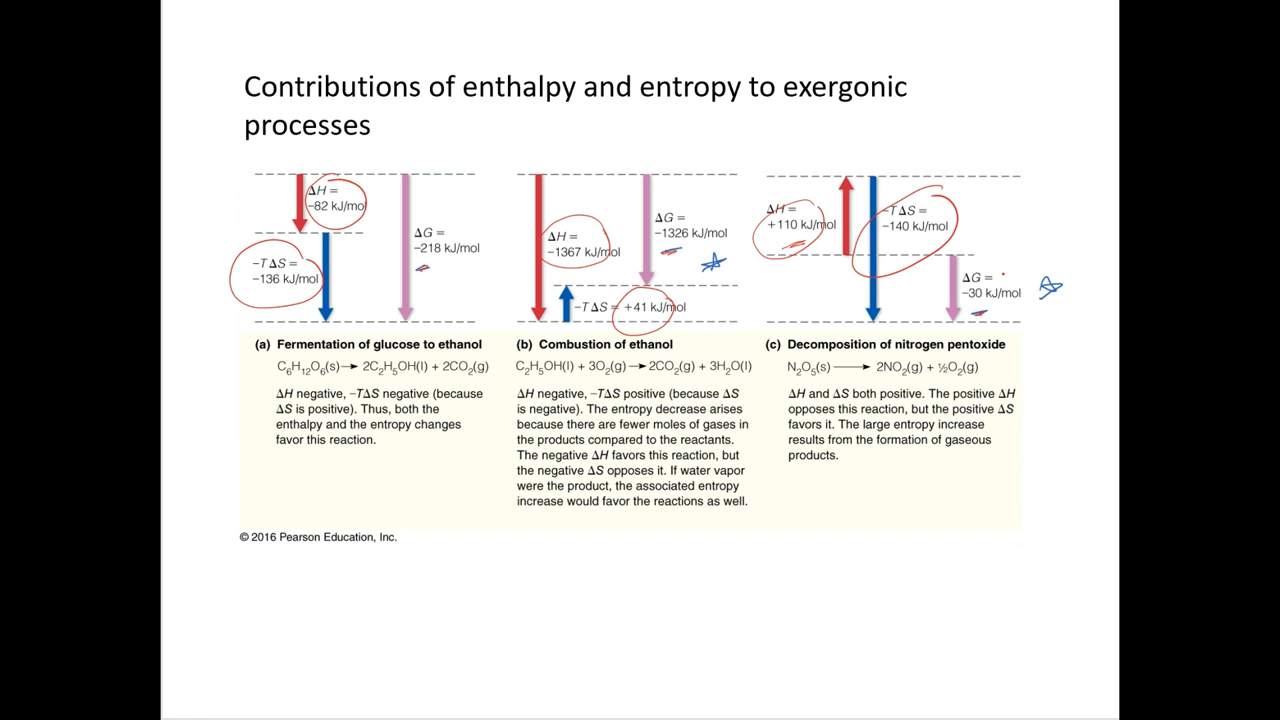 Contributions of enthalpy and entropy to exergonic
processes
ΔH =
−82 kJ/mol
−TΔS =
−136 kJ/mol
ΔG =
−218 kJ/mol
(a) Fermentation of glucose to ethanol
C₆H₁₂O₆(s)→ 2C₂H₅OH(l) + 2CO₂(g)
ΔH negative, −TΔS negative (because
ΔS is positive). Thus, both the
enthalpy and the entropy changes
favor this reaction.
ΔH =
−1367 kJ/mol
ΔG =
−1326 kJ/mol
−TΔS = +41 kJ/mol
(b) Combustion of ethanol
C₂H₅OH(l) + 3O₂(g)→2CO₂(g) + 3H₂O(l)
ΔH negative, −TΔS positive (because ΔS
is negative). The entropy decrease arises
because there are fewer moles of gases in
the products compared to the reactants.
The negative ΔH favors this reaction, but
the negative ΔS opposes it. If water vapor
were the product, the associated entropy
increase would favor the reactions as well.
ΔH =
+110 kJ/mol
−TΔS =
−140 kJ/mol
ΔG =
−30 kJ/mol
(c) Decomposition of nitrogen pentoxide
N₂O₅(s)⟶ 2NO₂(g) + ½O₂(g)
ΔH and ΔS both positive. The positive ΔH
opposes this reaction, but the positive ΔS
favors it. The large entropy increase
results from the formation of gaseous
products.
© 2016 Pearson Education, Inc.